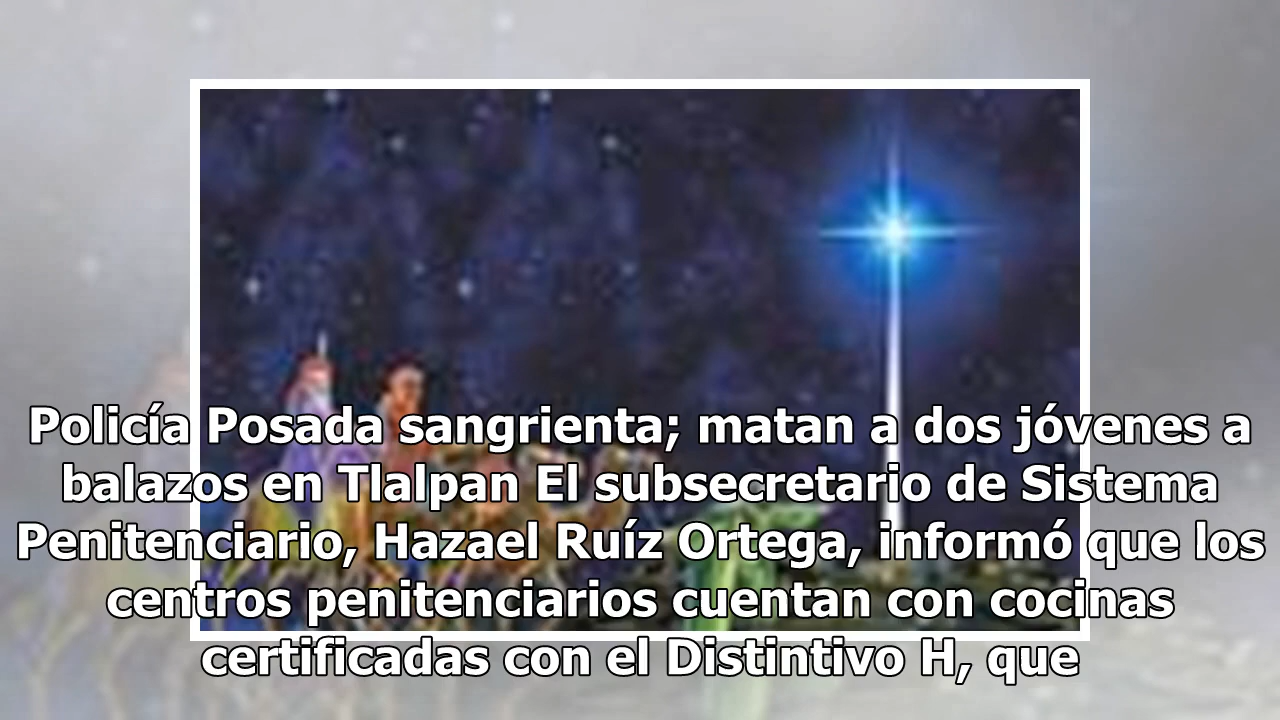 Policía Posada sangrienta; matan a dos jóvenes a
balazos en Tlalpan El subsecretario de Sistema
Penitenciario, Hazael Ruíz Ortega, informó que los
centros penitenciarios cuentan con cocinas
certificadas con el Distintivo H, que